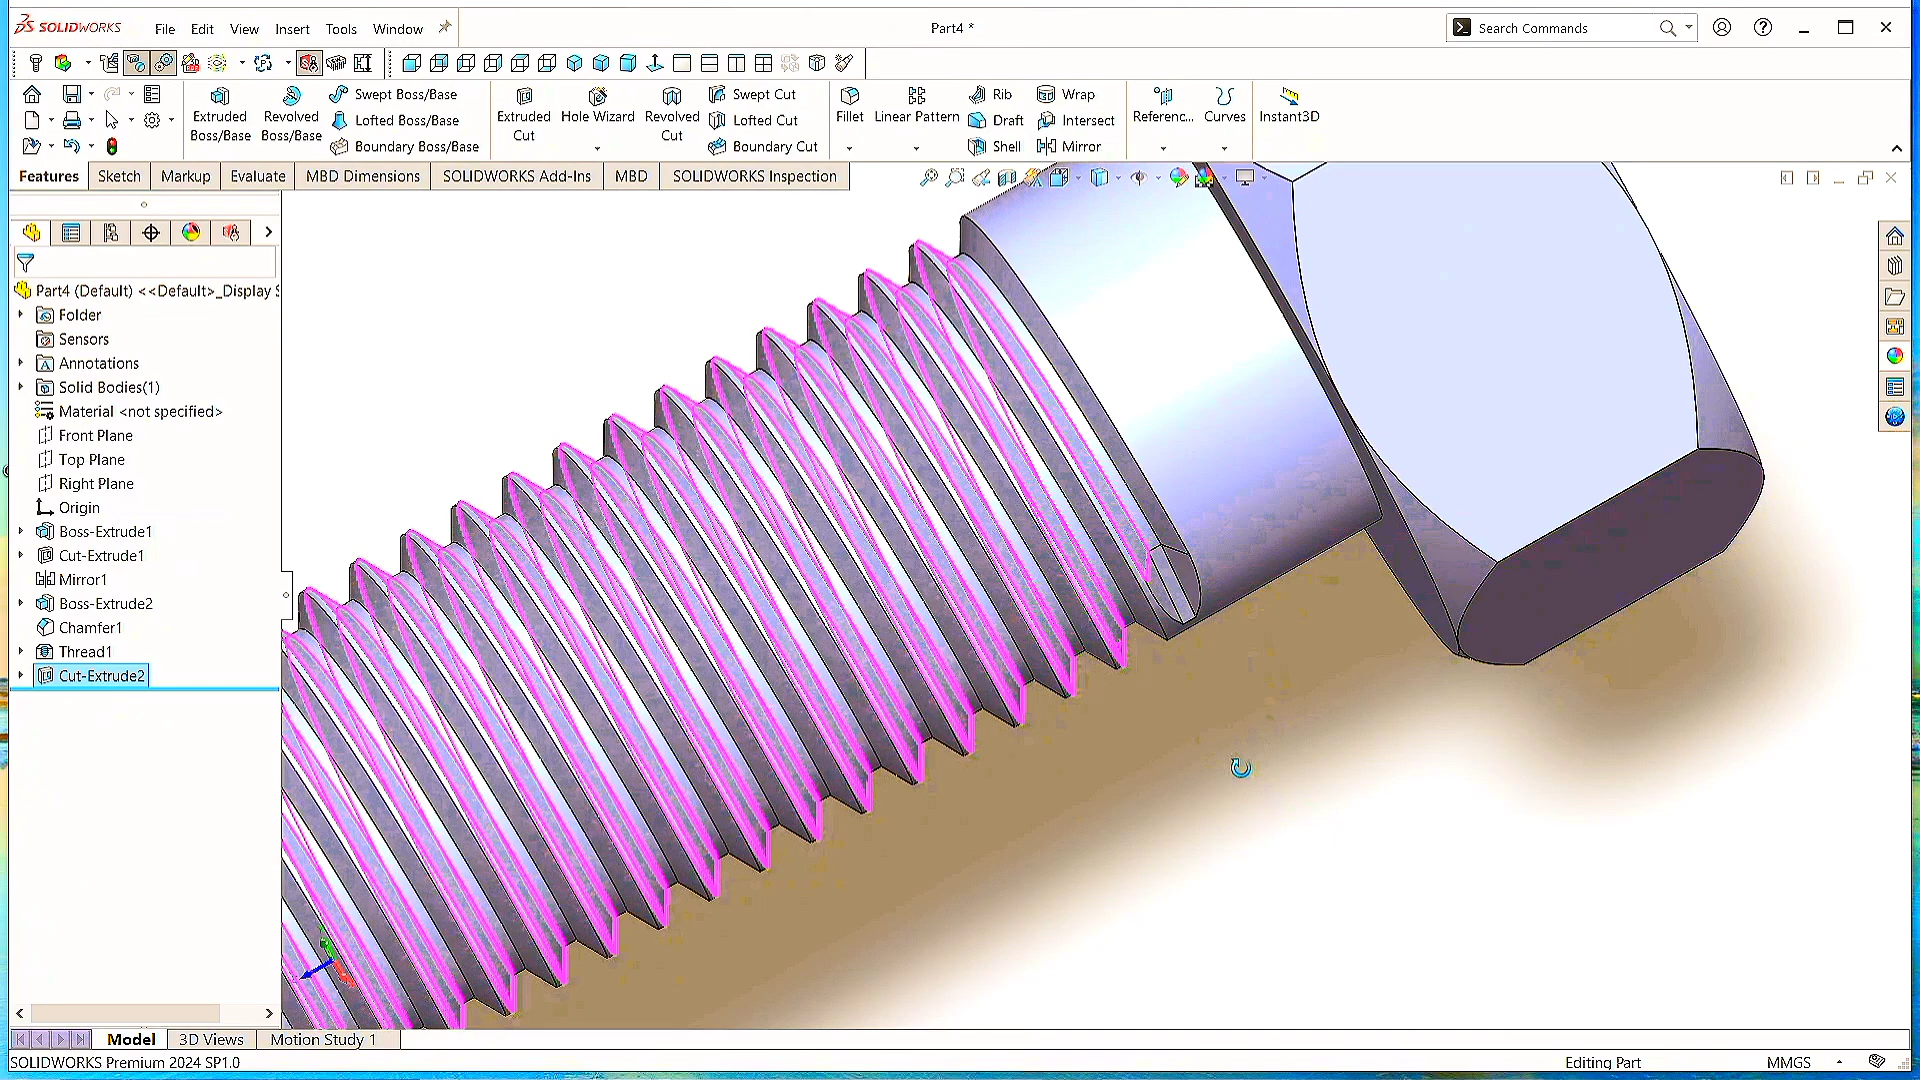 SOLIDWORKS File Edit View Insert Tools Window Part4 * Search Commands
Extruded Boss/Base
Revolved Boss/Base
Swept Boss/Base
Lofted Boss/Base
Boundary Boss/Base
Extruded Cut
Hole Wizard
Revolved Cut
Swept Cut
Lofted Cut
Boundary Cut
Fillet
Linear Pattern
Rib
Draft
Shell
Wrap
Intersect
Mirror
Referenc...
Curves
Instant3D
Features Sketch Markup Evaluate MBD Dimensions SOLIDWORKS Add-Ins MBD SOLIDWORKS Inspection
Part4 (Default) <<Default>_Display S
Folder
Sensors
Annotations
Solid Bodies(1)
Material <not specified>
Front Plane
Top Plane
Right Plane
Origin
Boss-Extrude1
Cut-Extrude1
Mirror1
Boss-Extrude2
Chamfer1
Thread1
Cut-Extrude2
Model 3D Views Motion Study 1
SOLIDWORKS Premium 2024 SP1.0 Editing Part MMGS